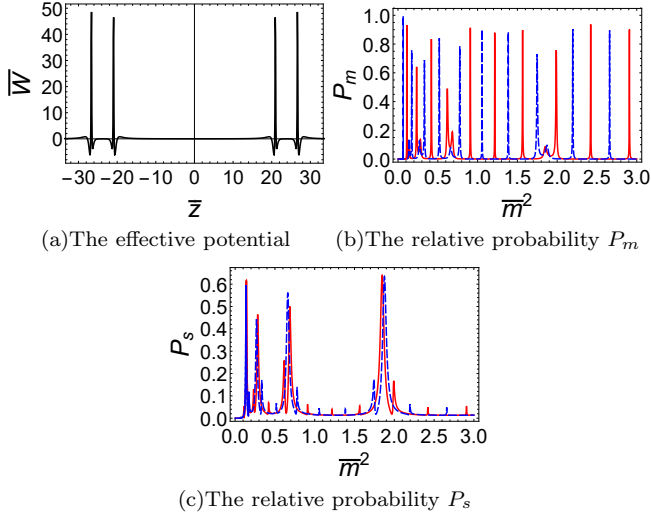 50
40
30
20
10
0
W̅
−30 −20 −10 0 10 20 30
z̅
(a)The effective potential
1.0
0.8
0.6
0.4
0.2
0.0
P_m
0.0 0.5 1.0 1.5 2.0 2.5 3.0
m̅²
(b)The relative probability P_m
0.6
0.5
0.4
0.3
0.2
0.1
0.0
P_s
0.0 0.5 1.0 1.5 2.0 2.5 3.0
m̅²
(c)The relative probability P_s